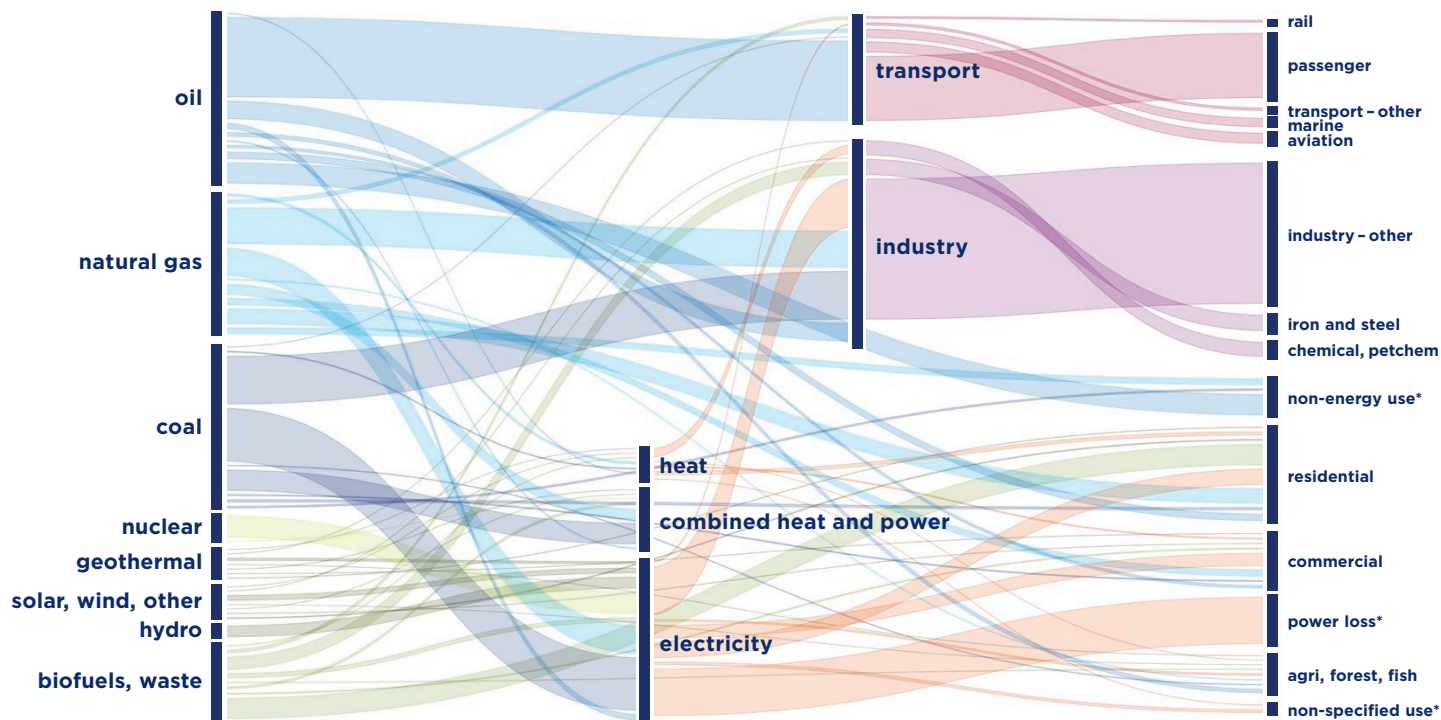 oil
natural gas
coal
nuclear
geothermal
solar, wind, other
hydro
biofuels, waste
heat
combined heat and power
electricity
transport
industry
rail
passenger
transport – other
marine
aviation
industry – other
iron and steel
chemical, petchem
non-energy use*
residential
commercial
power loss*
agri, forest, fish
non-specified use*